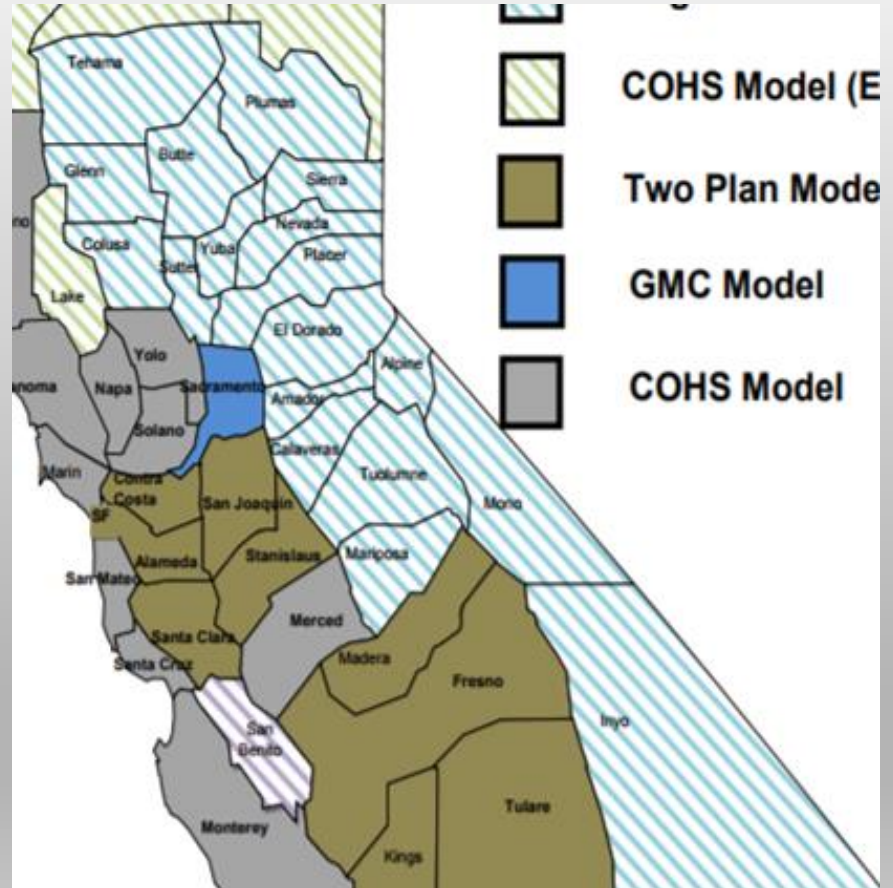 COHS Model (E
Two Plan Mode
GMC Model
COHS Model
Tehama
Plumas
Butte
Glenn
Sierra
Nevada
Colusa
Yuba
Placer
Sutter
Lake
El Dorado
Yolo
Alpine
noma
Napa
Sacramento
Amador
Solano
Calaveras
Marin
Tuolumne
Contra
Costa
San Joaquin
Mono
SF
Stanislaus
Mariposa
Alameda
San Mateo
Merced
Santa Clara
Madera
Santa Cruz
Fresno
San
Benito
Inyo
Tulare
Monterey
Kings